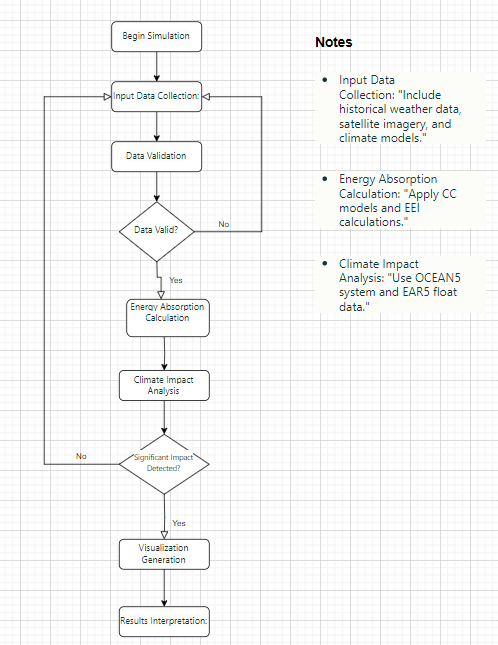 Begin Simulation
Input Data Collection:
Data Validation
Data Valid?
No
Yes
Energy Absorption
Calculation
Climate Impact
Analysis
Significant Impact
Detected?
No
Yes
Visualization
Generation
Results Interpretation:
Notes
• Input Data
Collection: "Include
historical weather data,
satellite imagery, and
climate models."
• Energy Absorption
Calculation: "Apply CC
models and EEI
calculations."
• Climate Impact
Analysis: "Use OCEAN5
system and EAR5 float
data."